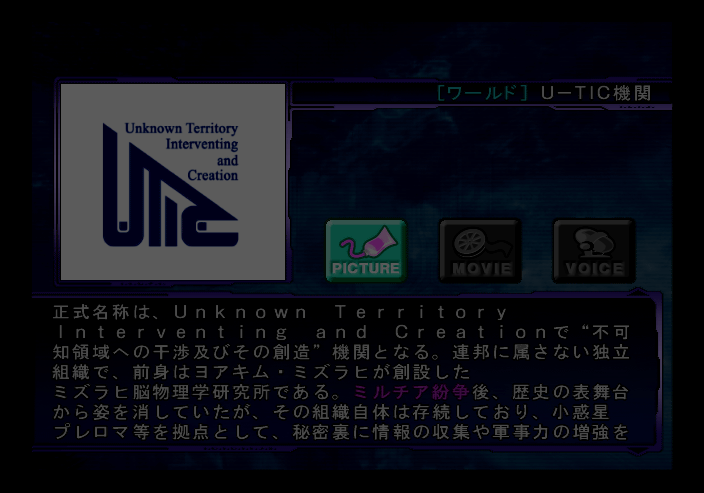 [ワールド] U－TIC機関
Unknown Territory
Interventing
and
Creation
UTIC
PICTURE
MOVIE
VOICE
正式名称は、Ｕｎｋｎｏｗｎ　Ｔｅｒｒｉｔｏｒｙ
Ｉｎｔｅｒｖｅｎｔｉｎｇ　ａｎｄ　Ｃｒｅａｔｉｏｎで“不可
知領域への干渉及びその創造”機関となる。連邦に属さない独立
組織で、前身はヨアキム・ミズラヒが創設した
ミズラヒ脳物理学研究所である。ミルチア紛争後、歴史の表舞台
から姿を消していたが、その組織自体は存続しており、小惑星
プレロマ等を拠点として、秘密裏に情報の収集や軍事力の増強を